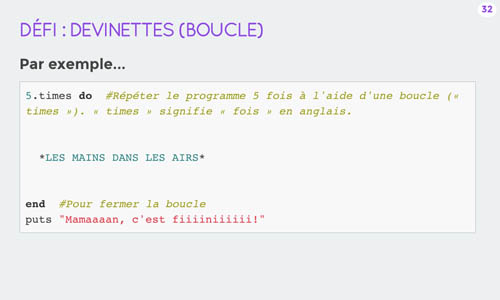 32
DÉFI : DEVINETTES (BOUCLE)
Par exemple...
5.times do  #Répéter le programme 5 fois à l'aide d'une boucle («
times »). « times » signifie « fois » en anglais.
*LES MAINS DANS LES AIRS*
end  #Pour fermer la boucle
puts "Mamaaaan, c'est fiiiiniiiiii!"